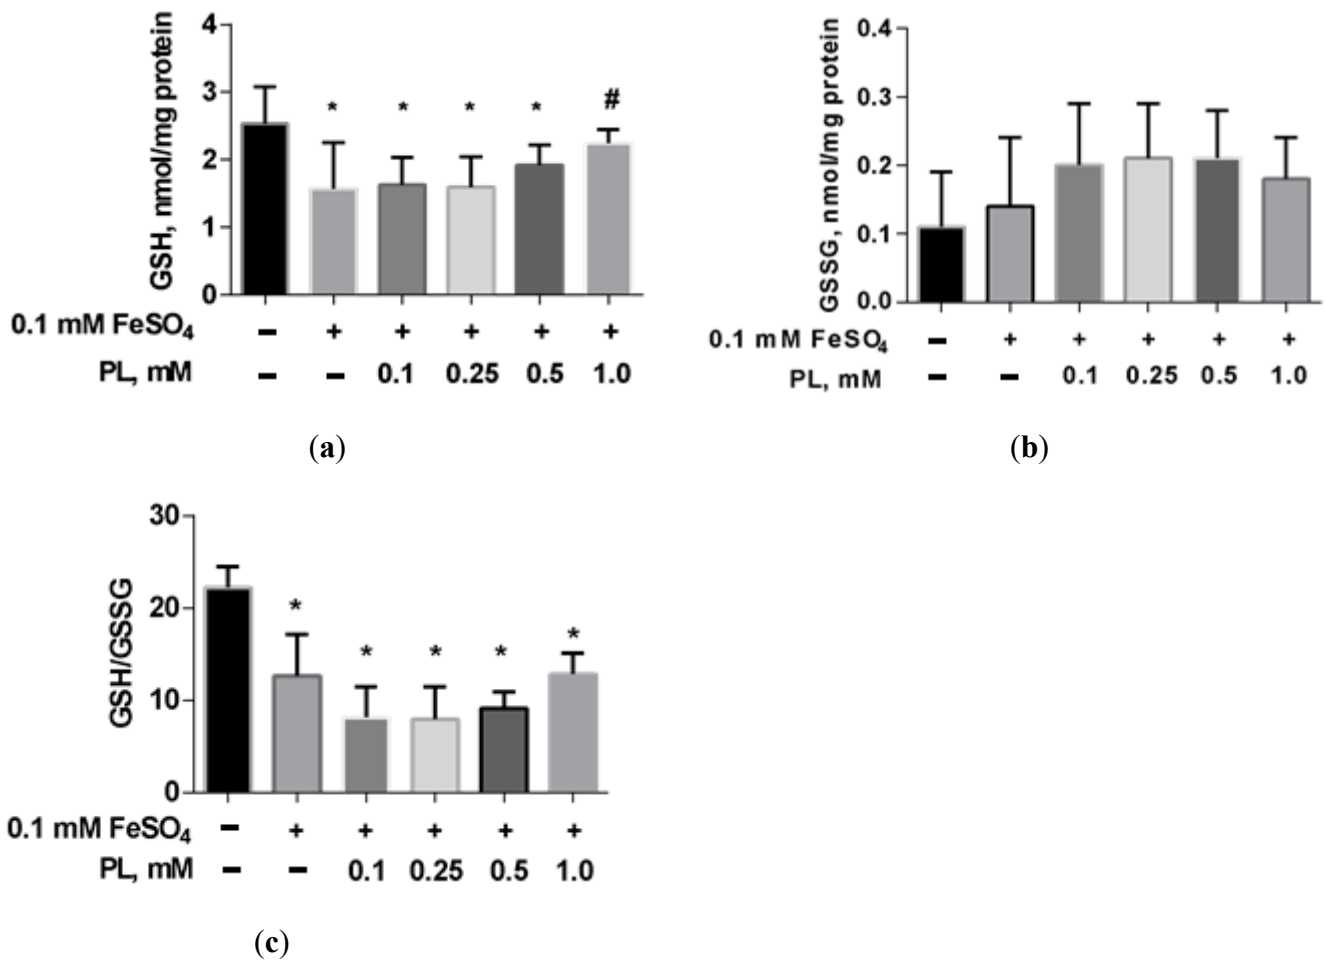 GSH, nmol/mg protein
4
3
2
1
0
* * * * #
0.1 mM FeSO4 – + + + + +
PL, mM – – 0.1 0.25 0.5 1.0
(a)
GSSG, nmol/mg protein
0.4
0.3
0.2
0.1
0.0
0.1 mM FeSO4 – + + + + +
PL, mM – – 0.1 0.25 0.5 1.0
(b)
GSH/GSSG
30
20
10
0
* * * * *
0.1 mM FeSO4 – + + + + +
PL, mM – – 0.1 0.25 0.5 1.0
(c)